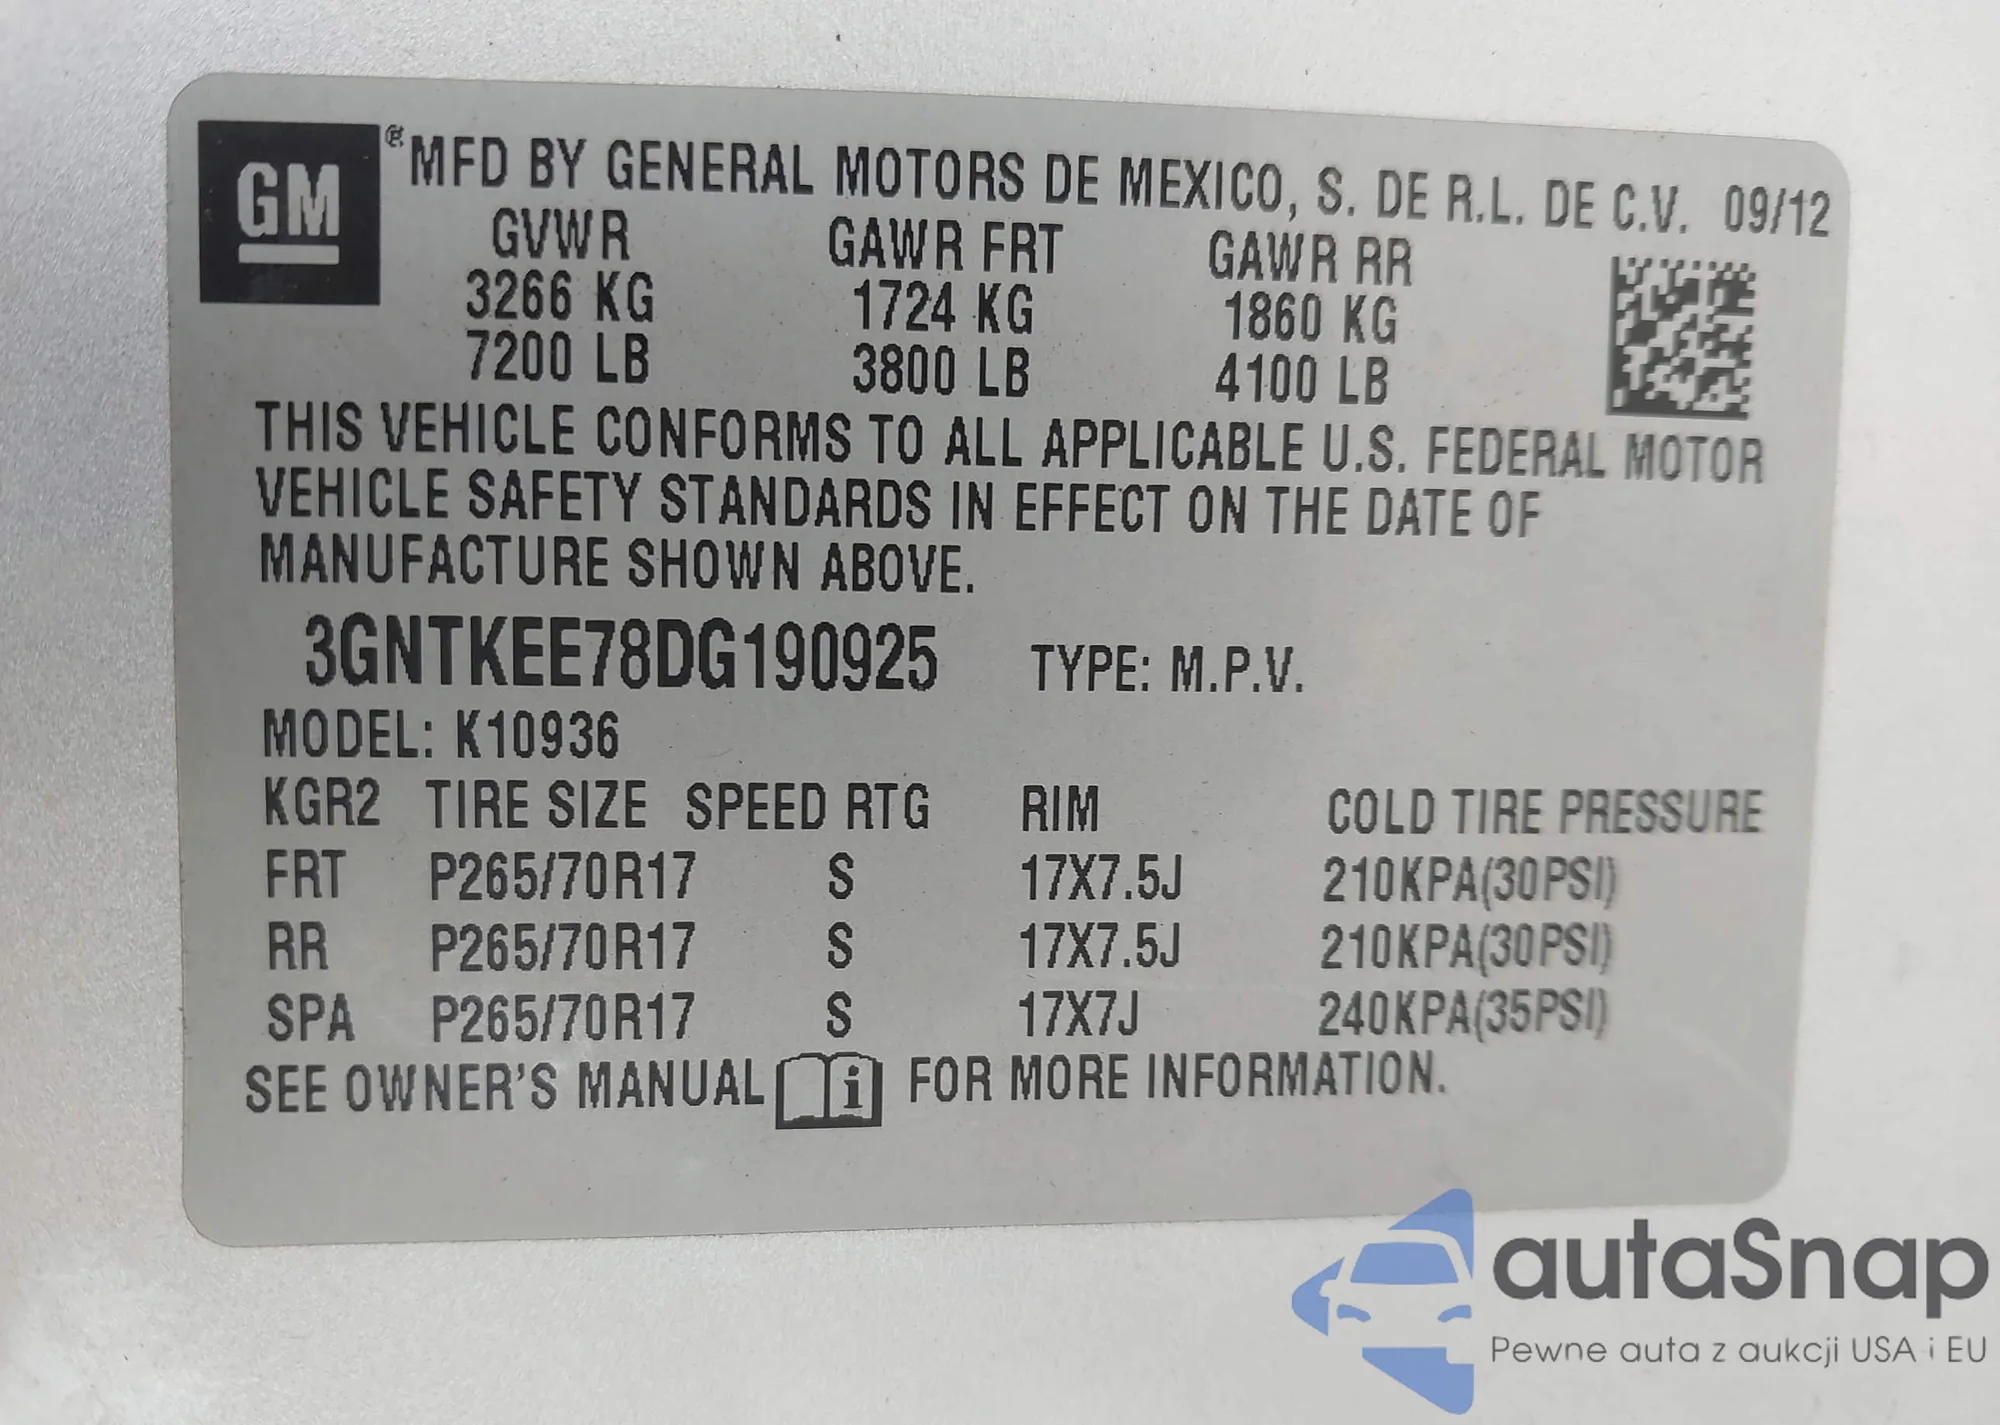 GM
® MFD BY GENERAL MOTORS DE MEXICO, S. DE R.L. DE C.V. 09/12
GVWR GAWR FRT GAWR RR
3266 KG 1724 KG 1860 KG
7200 LB 3800 LB 4100 LB
THIS VEHICLE CONFORMS TO ALL APPLICABLE U.S. FEDERAL MOTOR
VEHICLE SAFETY STANDARDS IN EFFECT ON THE DATE OF
MANUFACTURE SHOWN ABOVE.
3GNTKEE78DG190925 TYPE: M.P.V.
MODEL: K10936
KGR2 TIRE SIZE SPEED RTG RIM COLD TIRE PRESSURE
FRT P265/70R17 S 17X7.5J 210KPA(30PSI)
RR P265/70R17 S 17X7.5J 210KPA(30PSI)
SPA P265/70R17 S 17X7J 240KPA(35PSI)
SEE OWNER'S MANUAL i FOR MORE INFORMATION.
autaSnap
Pewne auta z aukcji USA i EU